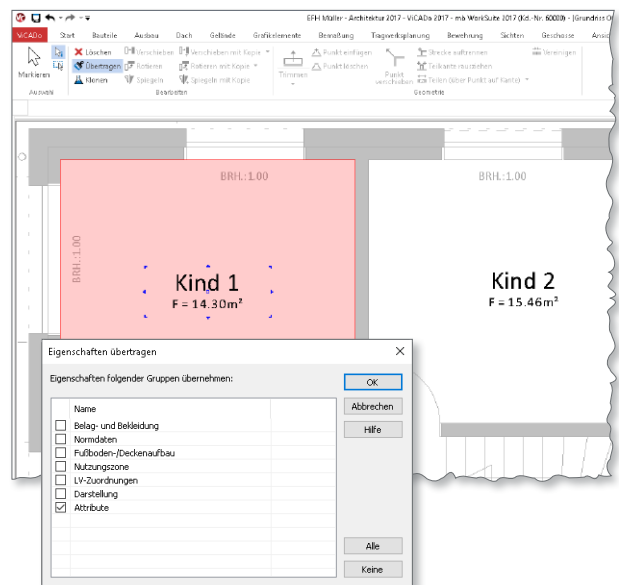 EFH Müller - Architektur 2017 - ViCADo 2017 - mb WorkSuite 2017 (Kd.-Nr. 60000) - [Grundriss
ViCADo Start Bauteile Ausbau Dach Gelände Grafikelemente Bemaßung Tragwerksplanung Bewehrung Sichten Geschosse
Markieren
Löschen Verschieben Verschieben mit Kopie
Übertragen Rotieren Rotieren mit Kopie
Klonen Spiegeln Spiegeln mit Kopie
Trimmen
Punkt einfügen
Punkt löschen
Punkt verschieben
Strecke auftrennen
Teilkante rausziehen
Teilen (über Punkt auf Kante)
Vereinigen
Auswahl Bearbeiten Geometrie
BRH.:1.00 BRH.:1.00
BRH.:1.00
Kind 1
F = 14.30m²
Kind 2
F = 15.46m²
Eigenschaften übertragen
Eigenschaften folgender Gruppen übernehmen:
Name
Belag- und Bekleidung
Normdaten
Fußboden-/Deckenaufbau
Nutzungszone
LV-Zuordnungen
Darstellung
Attribute
OK
Abbrechen
Hilfe
Alle
Keine